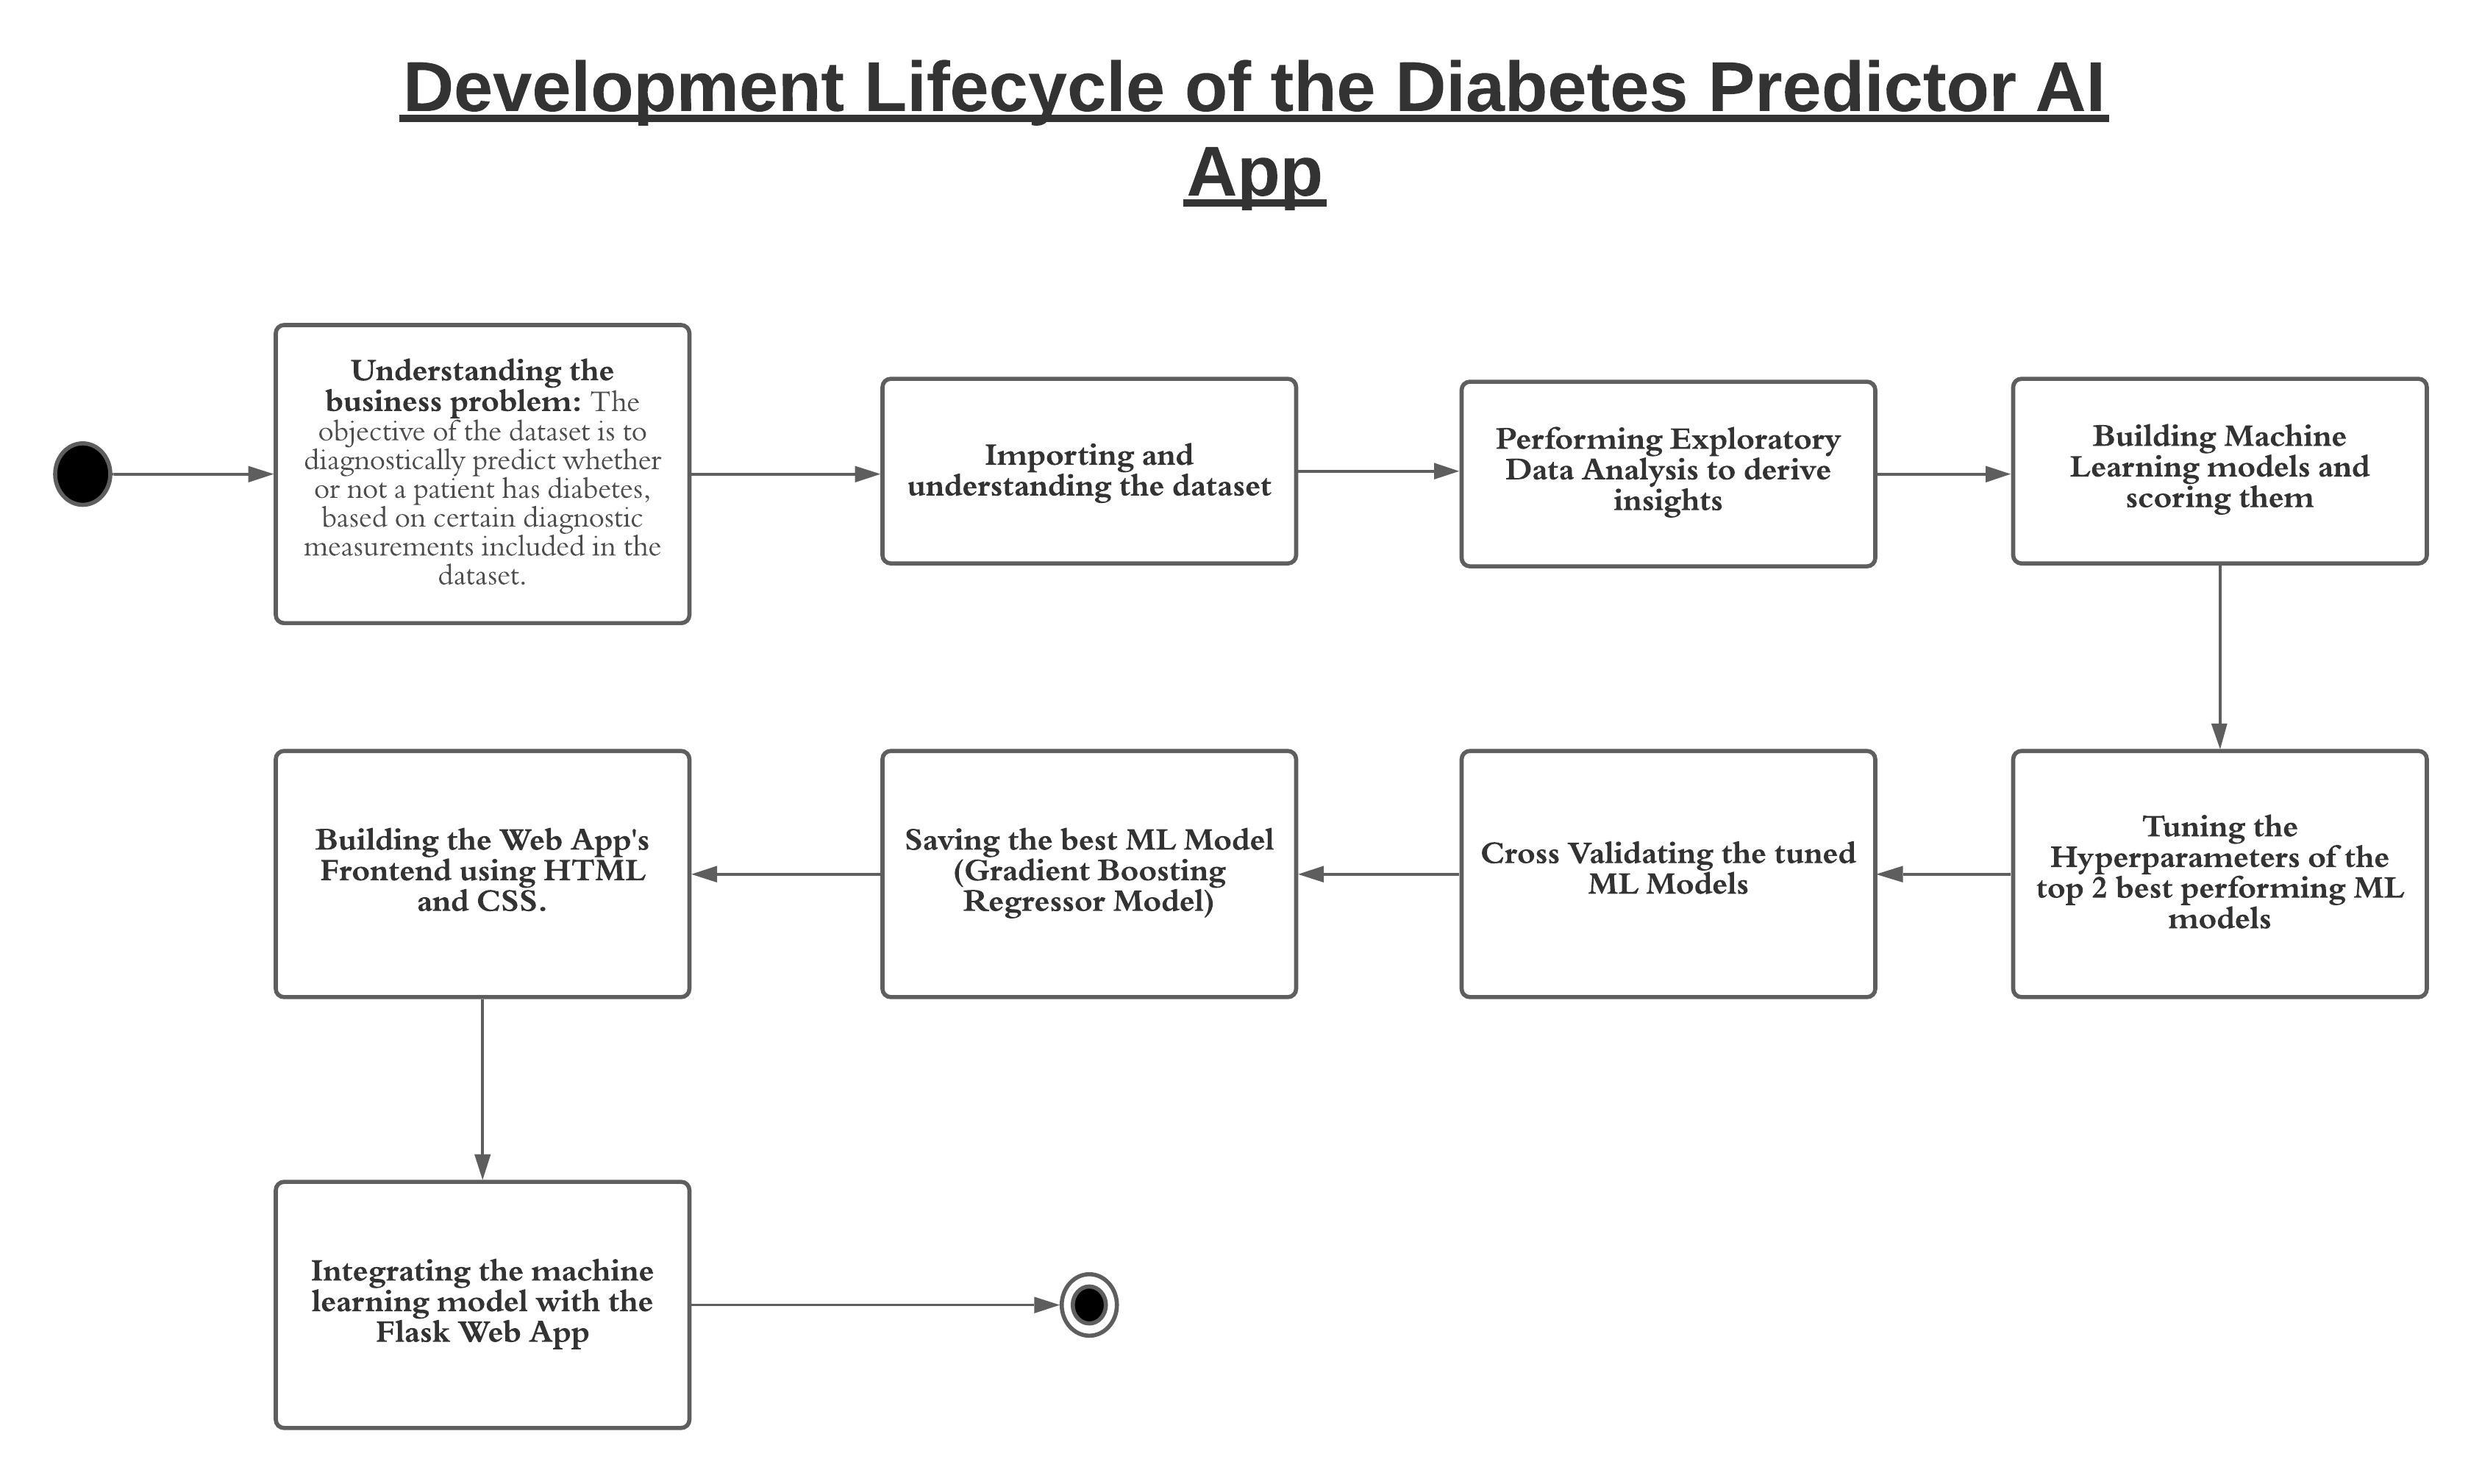 Development Lifecycle of the Diabetes Predictor AI
App
Understanding the
business problem: The
objective of the dataset is to
diagnostically predict whether
or not a patient has diabetes,
based on certain diagnostic
measurements included in the
dataset.
Importing and
understanding the dataset
Performing Exploratory
Data Analysis to derive
insights
Building Machine
Learning models and
scoring them
Tuning the
Hyperparameters of the
top 2 best performing ML
models
Cross Validating the tuned
ML Models
Saving the best ML Model
(Gradient Boosting
Regressor Model)
Building the Web App's
Frontend using HTML
and CSS.
Integrating the machine
learning model with the
Flask Web App